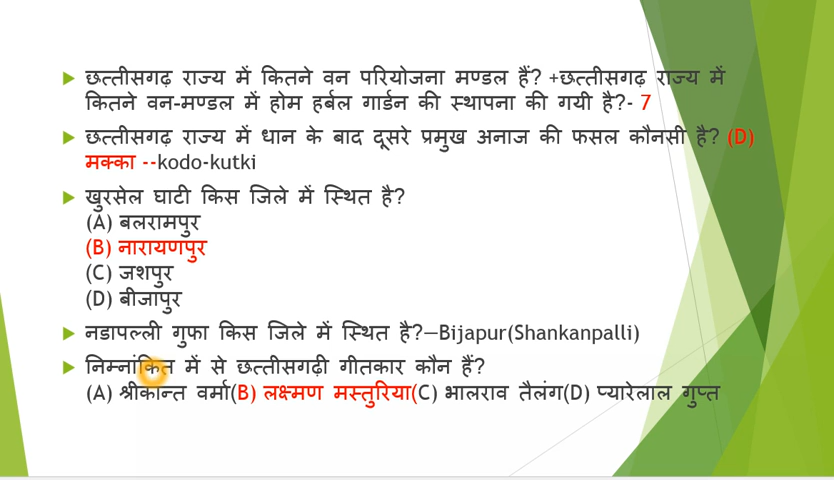 छत्तीसगढ़ राज्य में कितने वन परियोजना मण्डल हैं? +छत्तीसगढ़ राज्य में
कितने वन-मण्डल में होम हर्बल गार्डन की स्थापना की गयी है?- 7
छत्तीसगढ़ राज्य में धान के बाद दूसरे प्रमुख अनाज की फसल कौनसी है? (D)
मक्का --kodo-kutki
खुरसेल घाटी किस जिले में स्थित है?
(A) बलरामपुर
(B) नारायणपुर
(C) जशपुर
(D) बीजापुर
नडापल्ली गुफा किस जिले में स्थित है?—Bijapur(Shankanpalli)
निम्नांकित में से छत्तीसगढ़ी गीतकार कौन हैं?
(A) श्रीकान्त वर्मा(B) लक्ष्मण मस्तुरिया(C) भालराव तैलंग(D) प्यारेलाल गुप्त